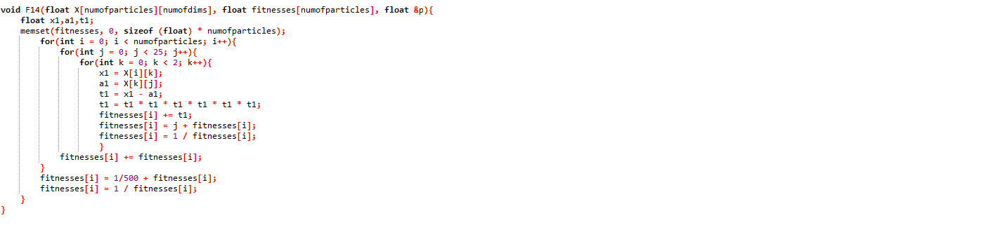 void F14(float X[numofparticles][numofdims], float fitnesses[numofparticles], float &p){
float x1,a1,t1;
memset(fitnesses, 0, sizeof (float) * numofparticles);
for(int i = 0; i < numofparticles; i++){
for(int j = 0; j < 25; j++){
for(int k = 0; k < 2; k++){
x1 = X[i][k];
a1 = X[k][j];
t1 = x1 - a1;
t1 = t1 * t1 * t1 * t1 * t1 * t1;
fitnesses[i] += t1;
fitnesses[i] = j + fitnesses[i];
fitnesses[i] = 1 / fitnesses[i];
}
fitnesses[i] += fitnesses[i];
}
fitnesses[i] = 1/500 + fitnesses[i];
fitnesses[i] = 1 / fitnesses[i];
}
}